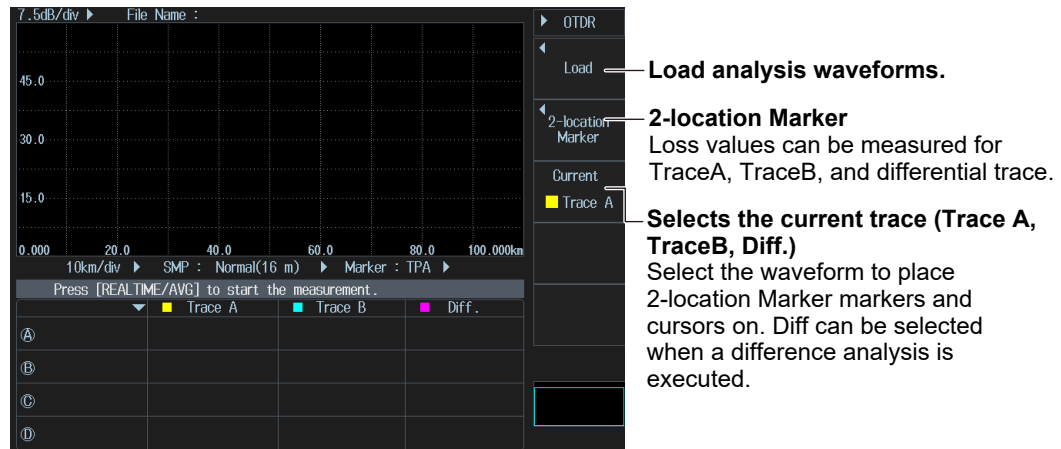 7.5dB/div ▶ File Name :
45.0
30.0
15.0
0.000 20.0 40.0 60.0 80.0 100.000km
10km/div ▶ SMP : Normal(16 m) ▶ Marker : TPA ▶
Press [REALTIME/AVG] to start the measurement.
Trace A Trace B Diff.
Ⓐ
Ⓑ
Ⓒ
Ⓓ
▶ OTDR
Load
2-location
Marker
Current
Trace A
Load analysis waveforms.
2-location Marker
Loss values can be measured for
TraceA, TraceB, and differential trace.
Selects the current trace (Trace A,
TraceB, Diff.)
Select the waveform to place
2-location Marker markers and
cursors on. Diff can be selected
when a difference analysis is
executed.